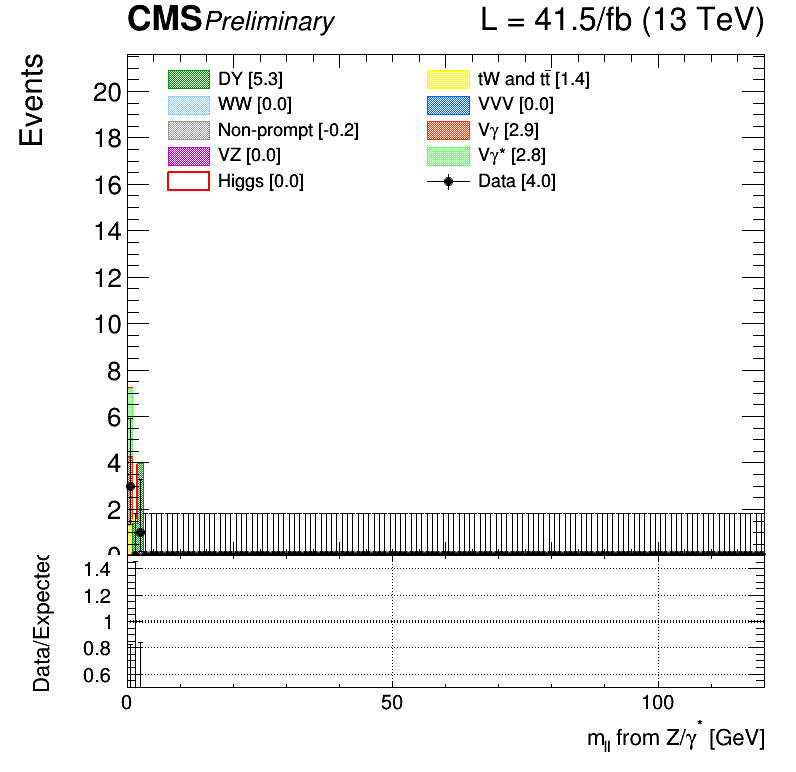 CMS Preliminary L = 41.5/fb (13 TeV)
Events
DY [5.3] tW and tt̄ [1.4]
WW [0.0] VVV [0.0]
Non-prompt [-0.2] Vγ [2.9]
VZ [0.0] Vγ* [2.8]
Higgs [0.0] Data [4.0]
20
18
16
14
12
10
8
6
4
2
0
Data/Expected
1.4
1.2
1
0.8
0.6
0 50 100
m_ll from Z/γ* [GeV]